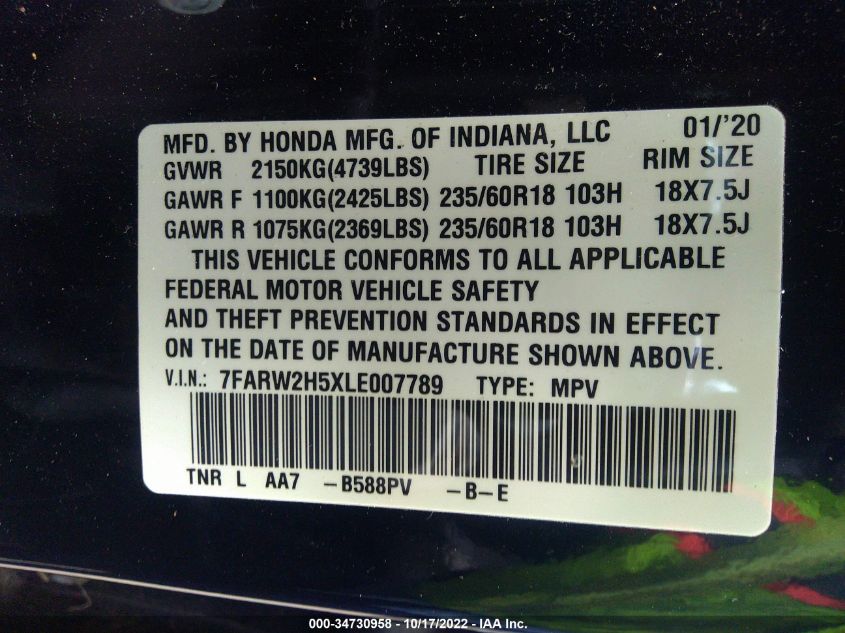 MFD. BY HONDA MFG. OF INDIANA, LLC 01/'20
GVWR 2150KG(4739LBS) TIRE SIZE RIM SIZE
GAWR F 1100KG(2425LBS) 235/60R18 103H 18X7.5J
GAWR R 1075KG(2369LBS) 235/60R18 103H 18X7.5J
THIS VEHICLE CONFORMS TO ALL APPLICABLE
FEDERAL MOTOR VEHICLE SAFETY
AND THEFT PREVENTION STANDARDS IN EFFECT
ON THE DATE OF MANUFACTURE SHOWN ABOVE.
V.I.N.: 7FARW2H5XLE007789 TYPE: MPV
TNR L AA7 -B588PV -B-E
000-34730958 - 10/17/2022 - IAA Inc.